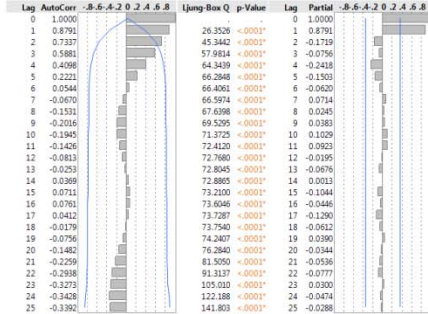 Lag AutoCorr -.8-.6-.4-.2 0 .2 .4 .6 .8 Ljung-Box Q p-Value Lag Partial -.8-.6-.4-.2 0 .2 .4 .6 .8
0 1.0000 . . 0 1.0000
1 0.8791 26.3526 <.0001* 1 0.8791
2 0.7337 45.3442 <.0001* 2 -0.1719
3 0.5881 57.9814 <.0001* 3 -0.0756
4 0.4098 64.3439 <.0001* 4 -0.2418
5 0.2221 66.2848 <.0001* 5 -0.1503
6 0.0544 66.4061 <.0001* 6 -0.0620
7 -0.0670 66.5974 <.0001* 7 0.0714
8 -0.1531 67.6398 <.0001* 8 0.0245
9 -0.2016 69.5295 <.0001* 9 0.0383
10 -0.1945 71.3725 <.0001* 10 0.1029
11 -0.1426 72.4120 <.0001* 11 0.0923
12 -0.0813 72.7680 <.0001* 12 -0.0195
13 -0.0253 72.8045 <.0001* 13 -0.0676
14 0.0369 72.8865 <.0001* 14 0.0013
15 0.0711 73.2100 <.0001* 15 -0.1044
16 0.0761 73.6046 <.0001* 16 -0.0446
17 0.0412 73.7287 <.0001* 17 -0.1290
18 -0.0179 73.7540 <.0001* 18 -0.0612
19 -0.0756 74.2407 <.0001* 19 0.0390
20 -0.1482 76.2840 <.0001* 20 -0.0344
21 -0.2259 81.5050 <.0001* 21 -0.0536
22 -0.2938 91.3137 <.0001* 22 -0.0777
23 -0.3273 105.010 <.0001* 23 0.0300
24 -0.3428 122.188 <.0001* 24 -0.0474
25 -0.3392 141.803 <.0001* 25 -0.0288